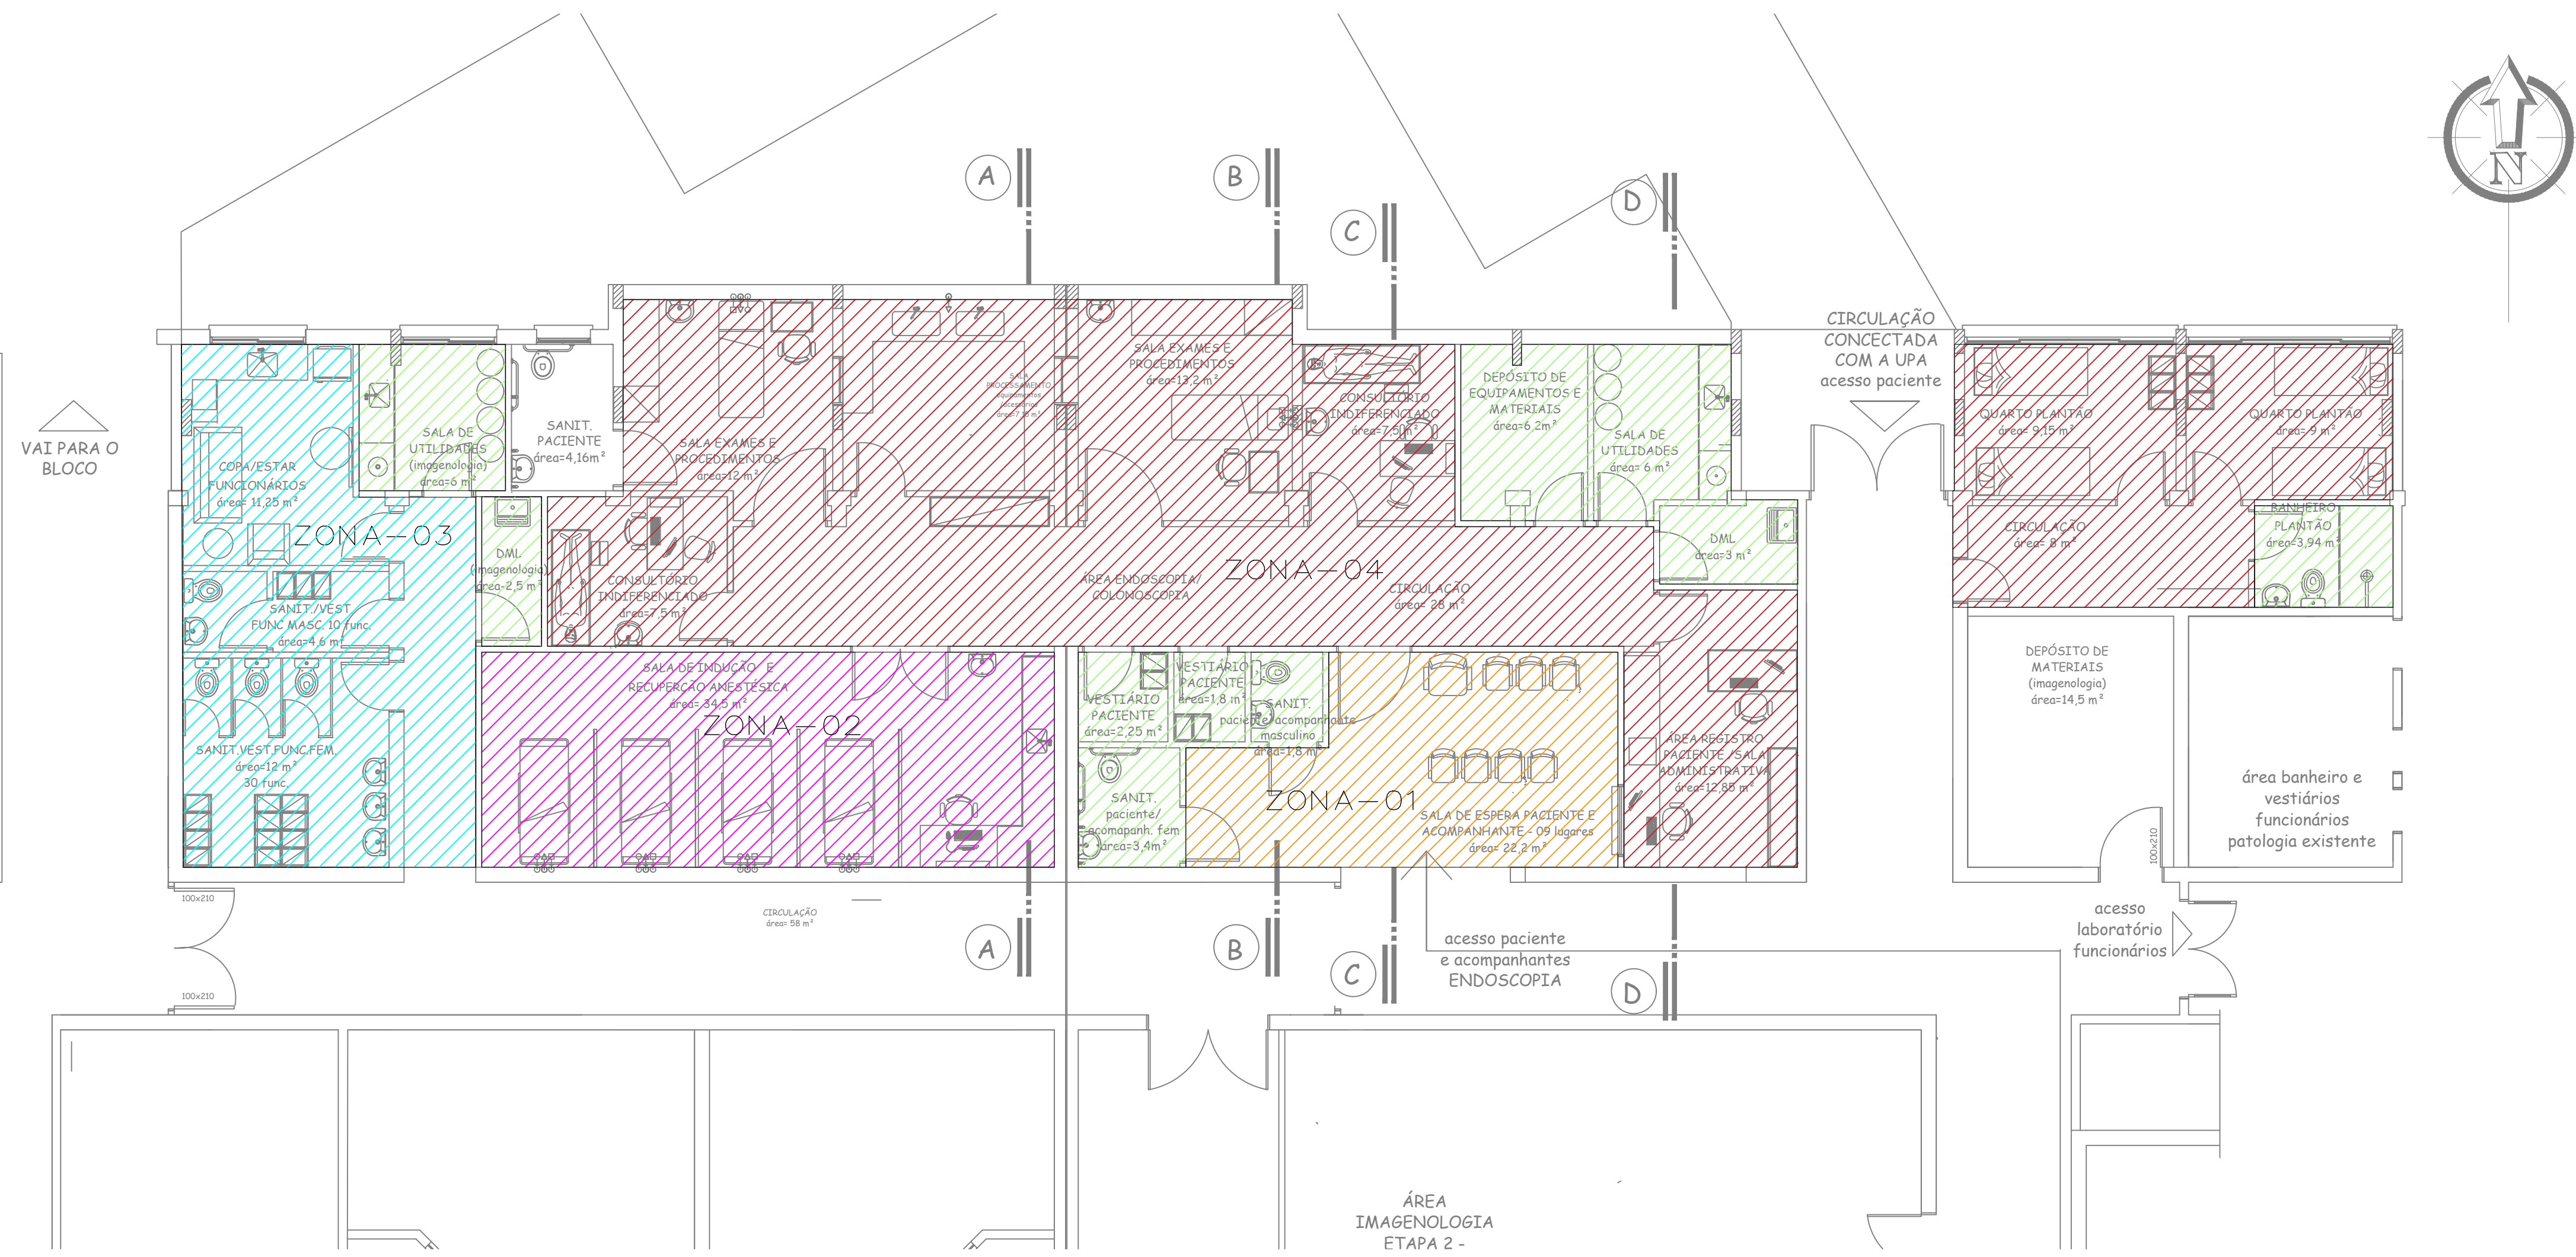 A
B
C
D
N
CIRCULAÇÃO
CONCECTADA
COM A UPA
acesso paciente
VAI PARA O
BLOCO
COPA/ESTAR
FUNCIONÁRIOS
área= 11,25 m²
ZONA-03
SALA DE
UTILIDADES
(imagenologia)
área=6 m²
SANIT.
PACIENTE
área=4,16m²
SALA EXAMES E
PROCEDIMENTOS
área=12 m²
SALA
PROCESSAMENTO
equipamentos
/acessórios
SALA EXAMES E
PROCEDIMENTOS
área=13,2 m²
CONSULTÓRIO
INDIFERENCIADO
área=7,5m²
DEPÓSITO DE
EQUIPAMENTOS E
MATERIAIS
área=6,2m²
SALA DE
UTILIDADES
área= 6 m²
DML
área=3 m²
QUARTO PLANTÃO
área= 9,15 m²
QUARTO PLANTÃO
área= 9 m²
CIRCULAÇÃO
área= 8 m²
BANHEIRO
PLANTÃO
área=3,94 m²
DML
(imagenologia)
área=2,5 m²
CONSULTÓRIO
INDIFERENCIADO
área=7,5 m²
ÁREA ENDOSCOPIA/
COLONOSCOPIA
ZONA-04
CIRCULAÇÃO
área= 28 m²
SANIT./VEST
FUNC MASC. 10 func.
área=4,6 m²
SANIT.VEST,FUNC,FEM.
área=12 m²
30 func.
SALA DE INDUÇÃO E
RECUPERÇÃO ANESTÉSICA
área= 34,5 m²
ZONA-02
VESTIÁRIO
PACIENTE
área=2,25 m²
VESTIÁRIO
PACIENTE
área=1,8 m²
SANIT.
paciente/acompanhante
masculino
área=1,8 m²
SANIT.
paciente/
acomapanh. fem
área=3,4m²
ZONA-01
SALA DE ESPERA PACIENTE E
ACOMPANHANTE - 09 lugares
área= 22,2 m²
ÁREA REGISTRO
PACIENTE /SALA
ADMINISTRATIVA
área=12,85 m²
DEPÓSITO DE
MATERIAIS
(imagenologia)
área=14,5 m²
100x210
área banheiro e
vestiários
funcionários
patologia existente
100x210
CIRCULAÇÃO
área= 58 m²
100x210
A
B
C
D
acesso paciente
e acompanhantes
ENDOSCOPIA
acesso
laboratório
funcionários
ÁREA
IMAGENOLOGIA
ETAPA 2 -